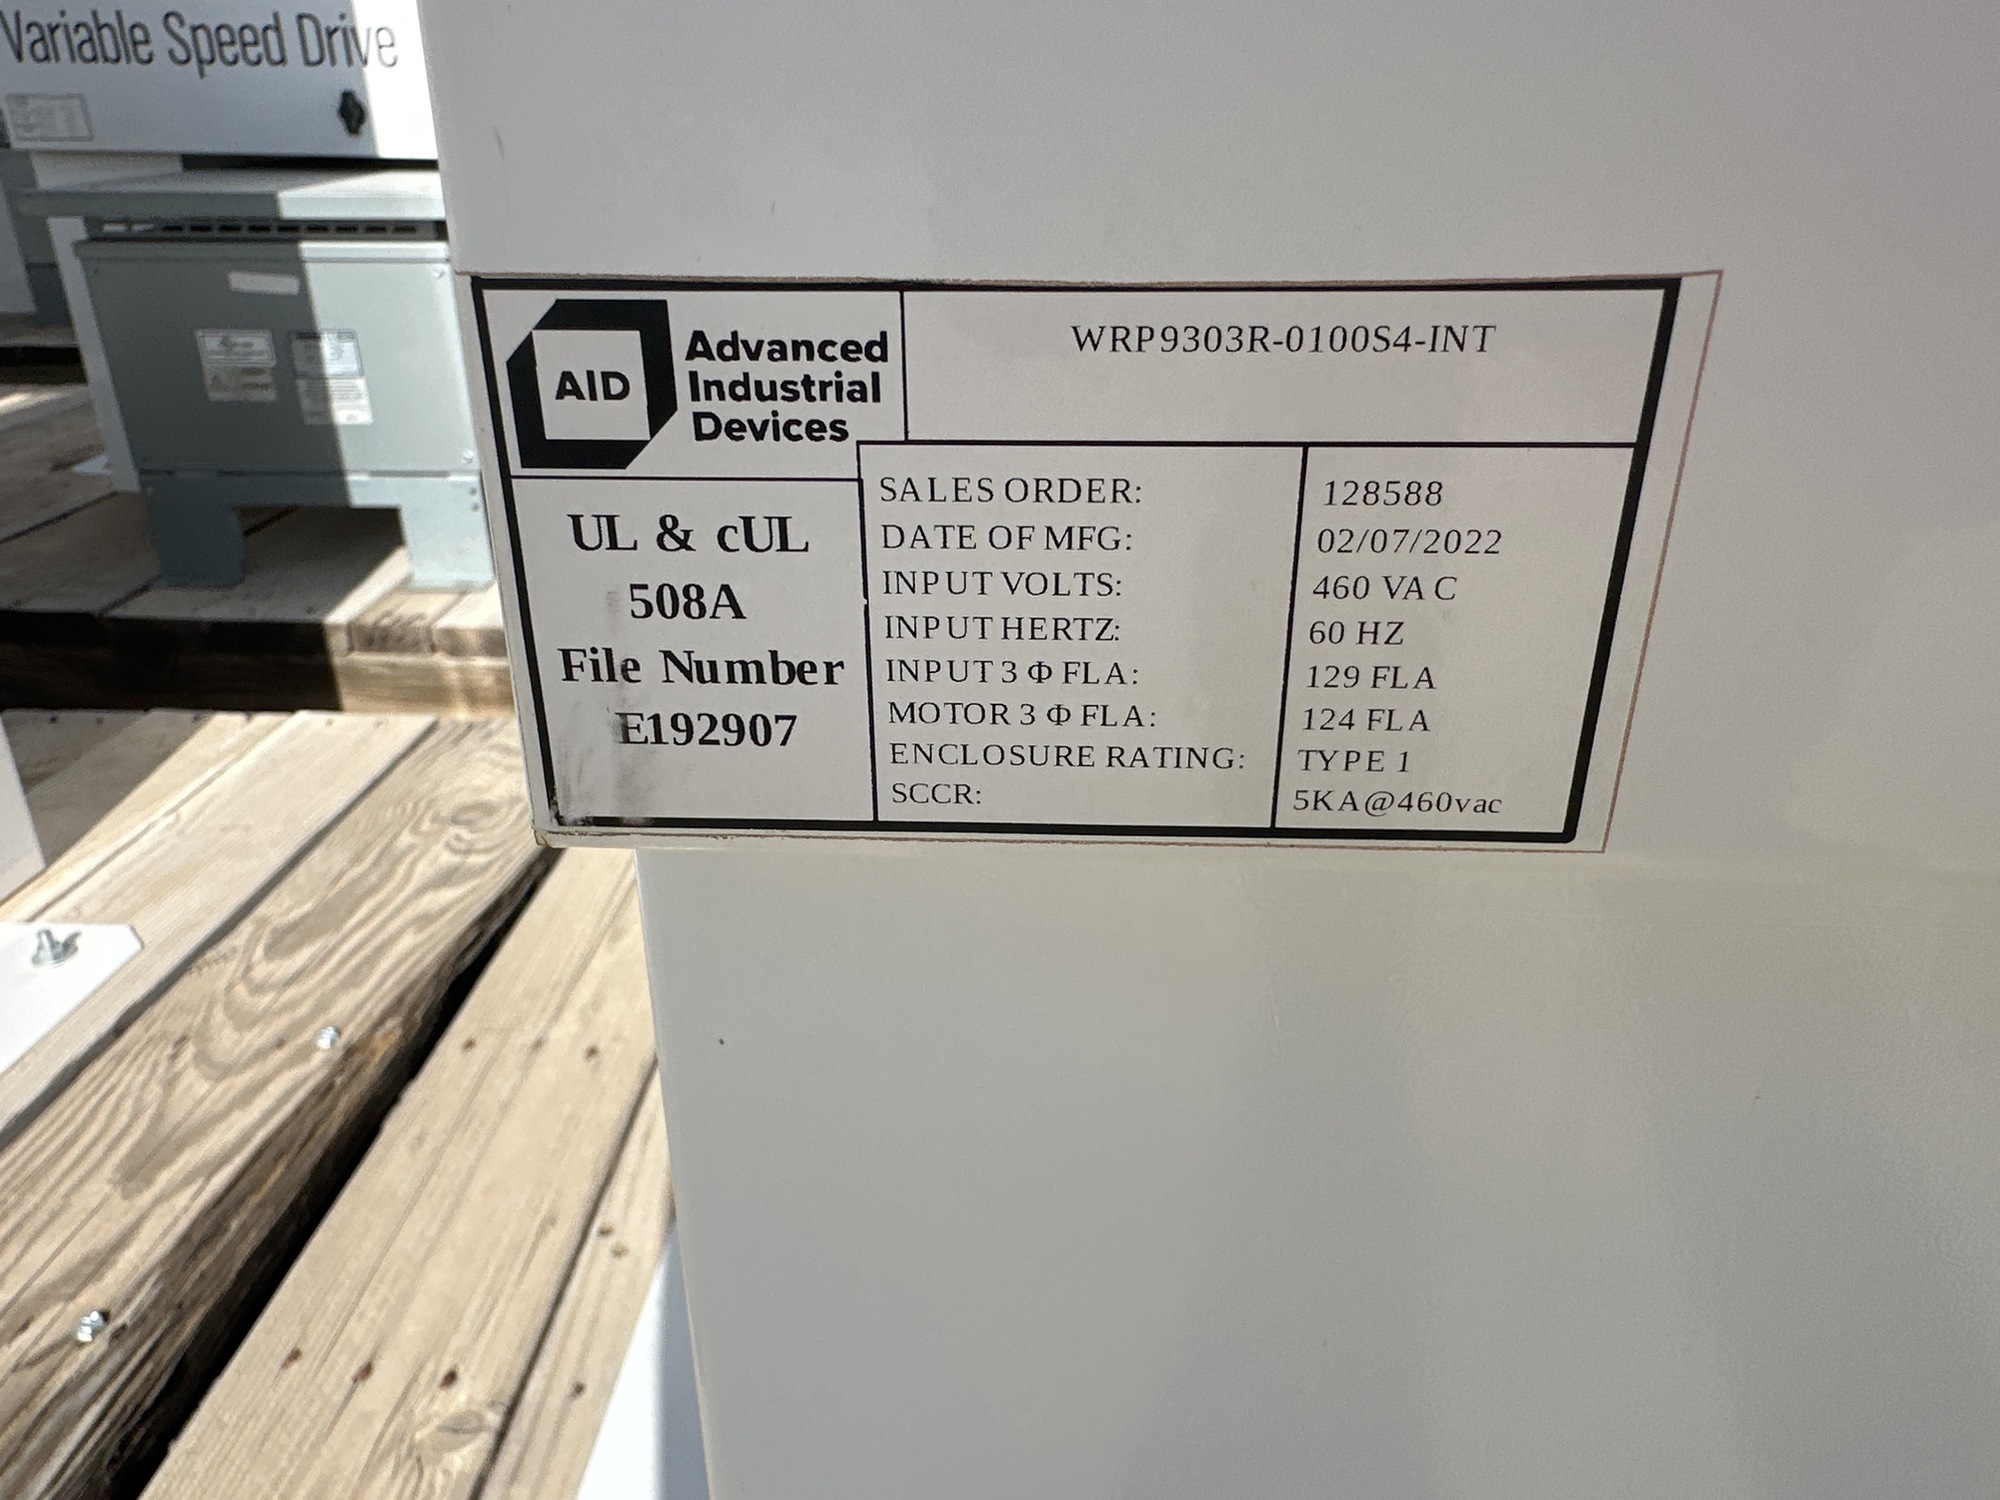 Variable Speed Drive
AID
Advanced
Industrial
Devices
WRP9303R-0100S4-INT
UL & cUL
508A
File Number
E192907
SALES ORDER: 128588
DATE OF MFG: 02/07/2022
INPUT VOLTS: 460 VAC
INPUT HERTZ: 60 HZ
INPUT 3 Φ FLA: 129 FLA
MOTOR 3 Φ FLA: 124 FLA
ENCLOSURE RATING: TYPE 1
SCCR: 5KA@460vac